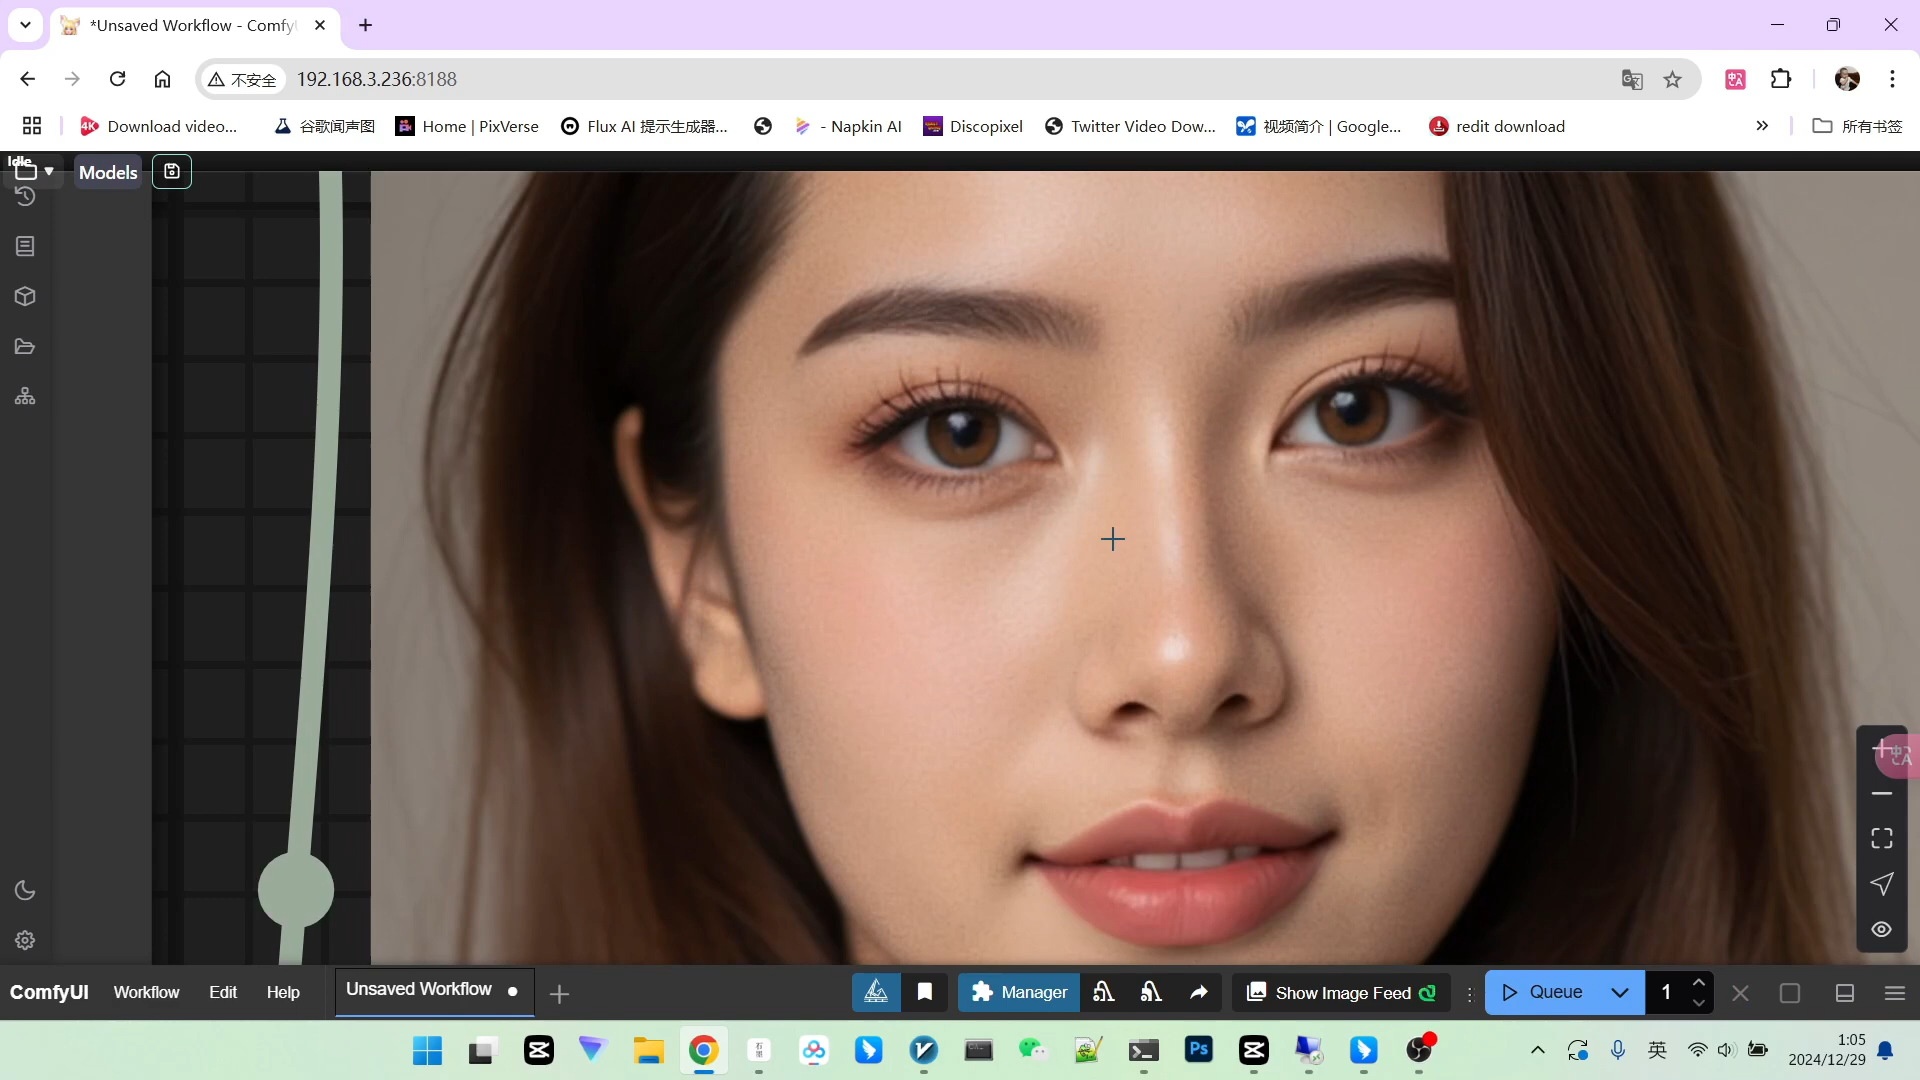 *Unsaved Workflow - Comfy
不安全
192.168.3.236:8188
Download video...
谷歌闻声图
Home | PixVerse
Flux AI 提示生成器...
- Napkin AI
Discopixel
Twitter Video Dow...
视频简介 | Google...
redit download
所有书签
Idle
Models
ComfyUI
Workflow
Edit
Help
Unsaved Workflow
Manager
Show Image Feed
Queue
1
英
1:05
2024/12/29